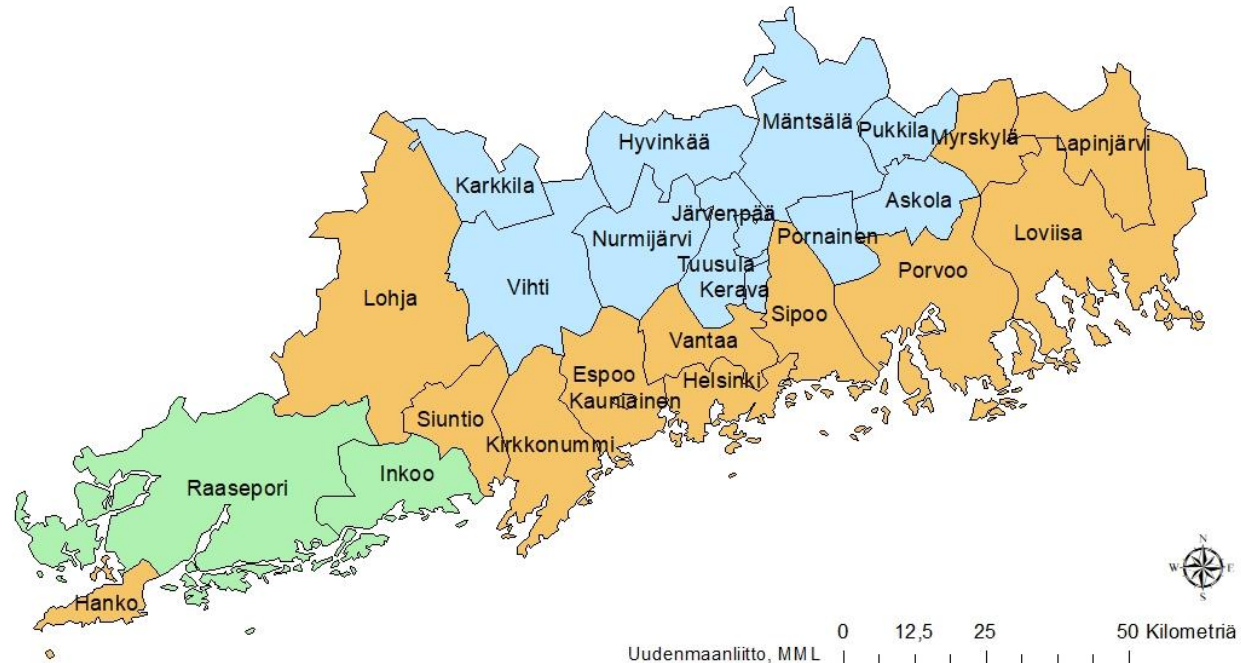 Mäntsälä
Pukkila
Hyvinkää
Myrskylä
Lapinjärvi
Karkkila
Askola
Järvenpää
Nurmijärvi
Pornainen
Loviisa
Tuusula
Porvoo
Vihti
Kerava
Lohja
Sipoo
Vantaa
Espoo
Helsinki
Kauniainen
Siuntio
Kirkkonummi
Inkoo
Raasepori
Hanko
N
W E
S
0 12,5 25 50 Kilometriä
Uudenmaanliitto, MML